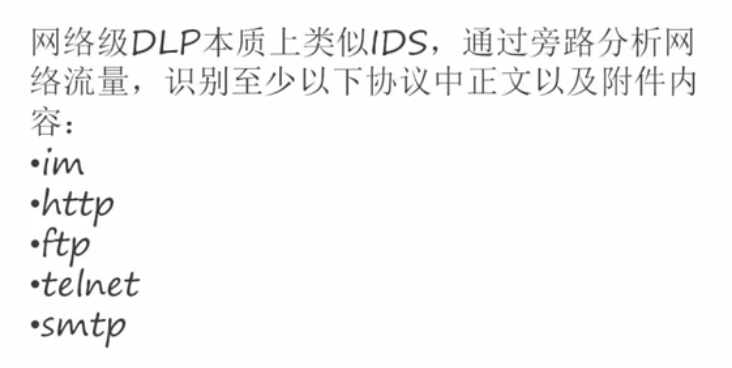 网络级DLP本质上类似IDS，通过旁路分析网
络流量，识别至少以下协议中正文以及附件内
容：
•im
•http
•ftp
•telnet
•smtp